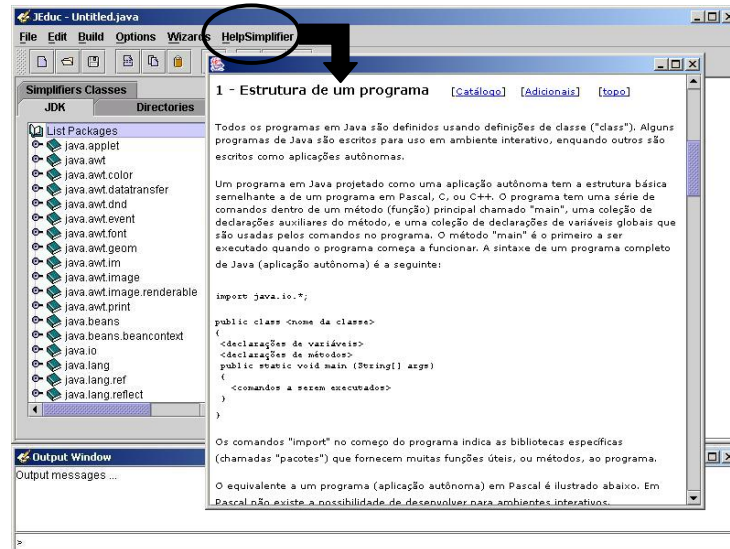 JEduc - Untitled.java
File Edit Build Options Wizards HelpSimplifier
Simplifiers Classes
JDK Directories
List Packages
java.applet
java.awt
java.awt.color
java.awt.datatransfer
java.awt.dnd
java.awt.event
java.awt.font
java.awt.geom
java.awt.im
java.awt.image
java.awt.image.renderable
java.awt.print
java.beans
java.beans.beancontext
java.io
java.lang
java.lang.ref
java.lang.reflect
1 - Estrutura de um programa [Catálogo] [Adicionais] [topo]
Todos os programas em Java são definidos usando definições de classe ("class"). Alguns
programas de Java são escritos para uso em ambiente interativo, enquando outros são
escritos como aplicações autônomas.
Um programa em Java projetado como uma aplicação autônoma tem a estrutura básica
semelhante a de um programa em Pascal, C, ou C++. O programa tem uma série de
comandos dentro de um método (função) principal chamado "main", uma coleção de
declarações auxiliares do método, e uma coleção de declarações de variáveis globais que
são usadas pelos comandos no programa. O método "main" é o primeiro a ser
executado quando o programa começa a funcionar. A sintaxe de um programa completo
de Java (aplicação autônoma) é a seguinte:
import java.io.*;
public class <nome da classe>
{
<declarações de variáveis>
<declarações de métodos>
public static void main (String[] args)
{
<comandos a serem executados>
}
}
Os comandos "import" no começo do programa indica as bibliotecas específicas
(chamadas "pacotes") que fornecem muitas funções úteis, ou métodos, ao programa.
O equivalente a um programa (aplicação autônoma) em Pascal é ilustrado abaixo. Em
Pascal não existe a possibilidade de desenvolver para ambientes interativos.
Output Window
Output messages ...
>